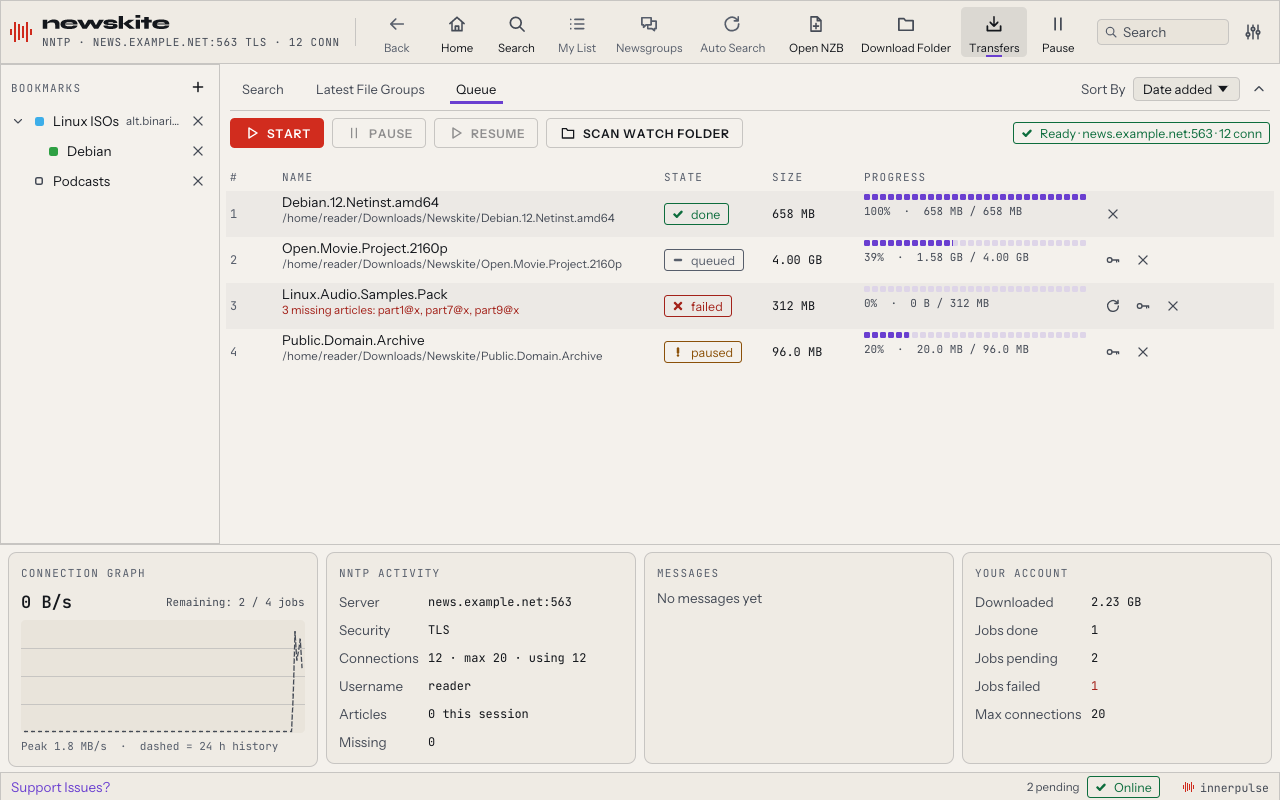 newskite
NNTP · NEWS.EXAMPLE.NET:563 TLS · 12 CONN
Back
Home
Search
My List
Newsgroups
Auto Search
Open NZB
Download Folder
Transfers
Pause
Search
BOOKMARKS
Linux ISOs alt.binari...
Debian
Podcasts
Search
Latest File Groups
Queue
Sort By
Date added
START
PAUSE
RESUME
SCAN WATCH FOLDER
Ready · news.example.net:563 · 12 conn
# NAME STATE SIZE PROGRESS
1 Debian.12.Netinst.amd64
/home/reader/Downloads/Newskite/Debian.12.Netinst.amd64
done
658 MB
100% · 658 MB / 658 MB
2 Open.Movie.Project.2160p
/home/reader/Downloads/Newskite/Open.Movie.Project.2160p
queued
4.00 GB
39% · 1.58 GB / 4.00 GB
3 Linux.Audio.Samples.Pack
3 missing articles: part1@x, part7@x, part9@x
failed
312 MB
0% · 0 B / 312 MB
4 Public.Domain.Archive
/home/reader/Downloads/Newskite/Public.Domain.Archive
paused
96.0 MB
20% · 20.0 MB / 96.0 MB
CONNECTION GRAPH
0 B/s
Remaining: 2 / 4 jobs
Peak 1.8 MB/s · dashed = 24 h history
NNTP ACTIVITY
Server news.example.net:563
Security TLS
Connections 12 · max 20 · using 12
Username reader
Articles 0 this session
Missing 0
MESSAGES
No messages yet
YOUR ACCOUNT
Downloaded 2.23 GB
Jobs done 1
Jobs pending 2
Jobs failed 1
Max connections 20
Support Issues?
2 pending
Online
innerpulse